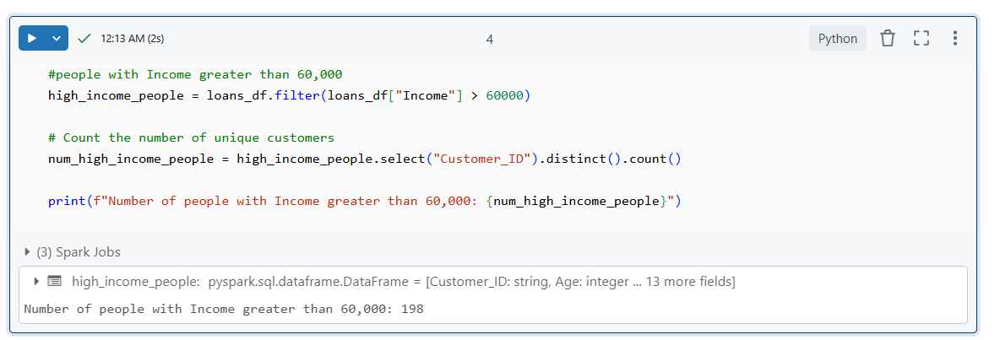 12:13 AM (2s) 4 Python
#people with Income greater than 60,000
high_income_people = loans_df.filter(loans_df["Income"] > 60000)
# Count the number of unique customers
num_high_income_people = high_income_people.select("Customer_ID").distinct().count()
print(f"Number of people with Income greater than 60,000: {num_high_income_people}")
(3) Spark Jobs
high_income_people: pyspark.sql.dataframe.DataFrame = [Customer_ID: string, Age: integer ... 13 more fields]
Number of people with Income greater than 60,000: 198